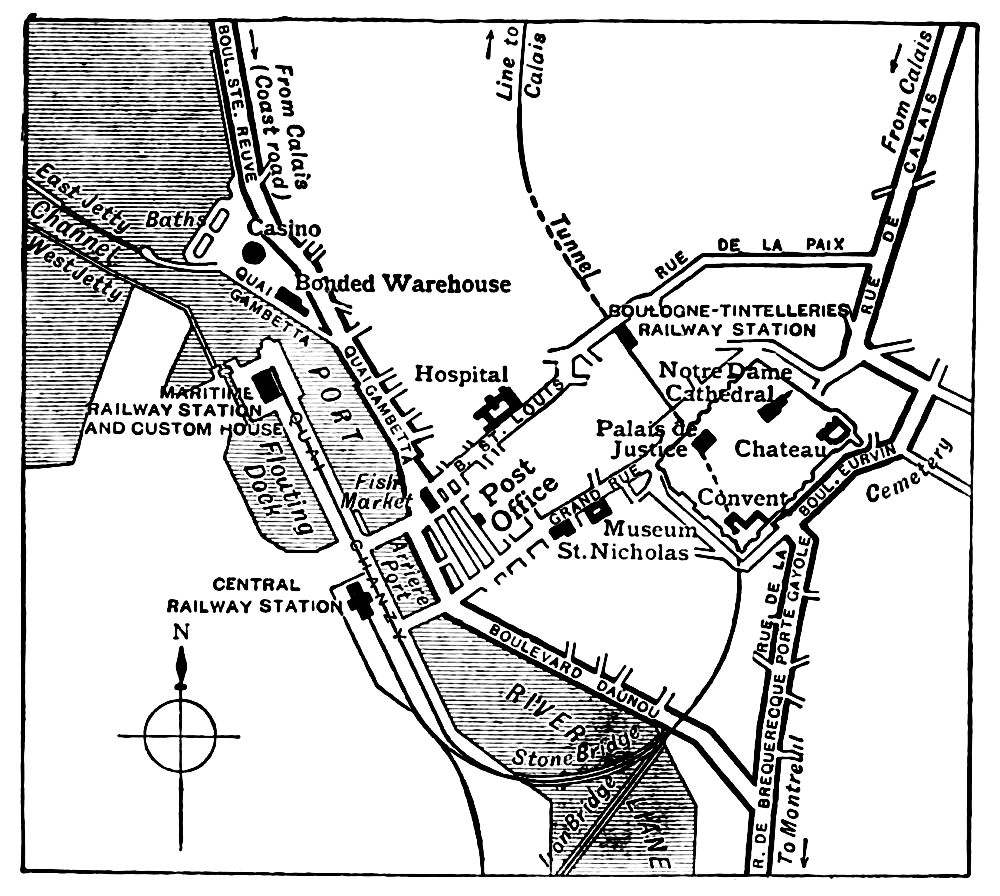 BOUL. STE. REUVE
From Calais
(Coast road)
Line to
Calais
From Calais
RUE DE CALAIS
East Jetty
Channel
West Jetty
Baths
Casino
Tunnel
RUE DE LA PAIX
QUAI
GAMBETTA
Bonded Warehouse
BOULOGNE-TINTELLERIES
RAILWAY STATION
PORT
QUAI GAMBETTA
Hospital
Notre Dame
Cathedral
MARITIME
RAILWAY STATION
AND CUSTOM HOUSE
B. ST. LOUIS
Palais de
Justice
Chateau
Floating
Dock
QUAI CHANZY
Fish
Market
Post
Office
GRAND RUE
Convent
BOUL. EURVIN
Cemetery
Museum
St. Nicholas
Arriere
Port
CENTRAL
RAILWAY STATION
N
BOULEVARD DAUNOU
RUE DE LA
PORTE GAYOLE
RIVER
LIANE
Stone Bridge
Iron Bridge
R. DE BREQUERECQUE
To Montreuil